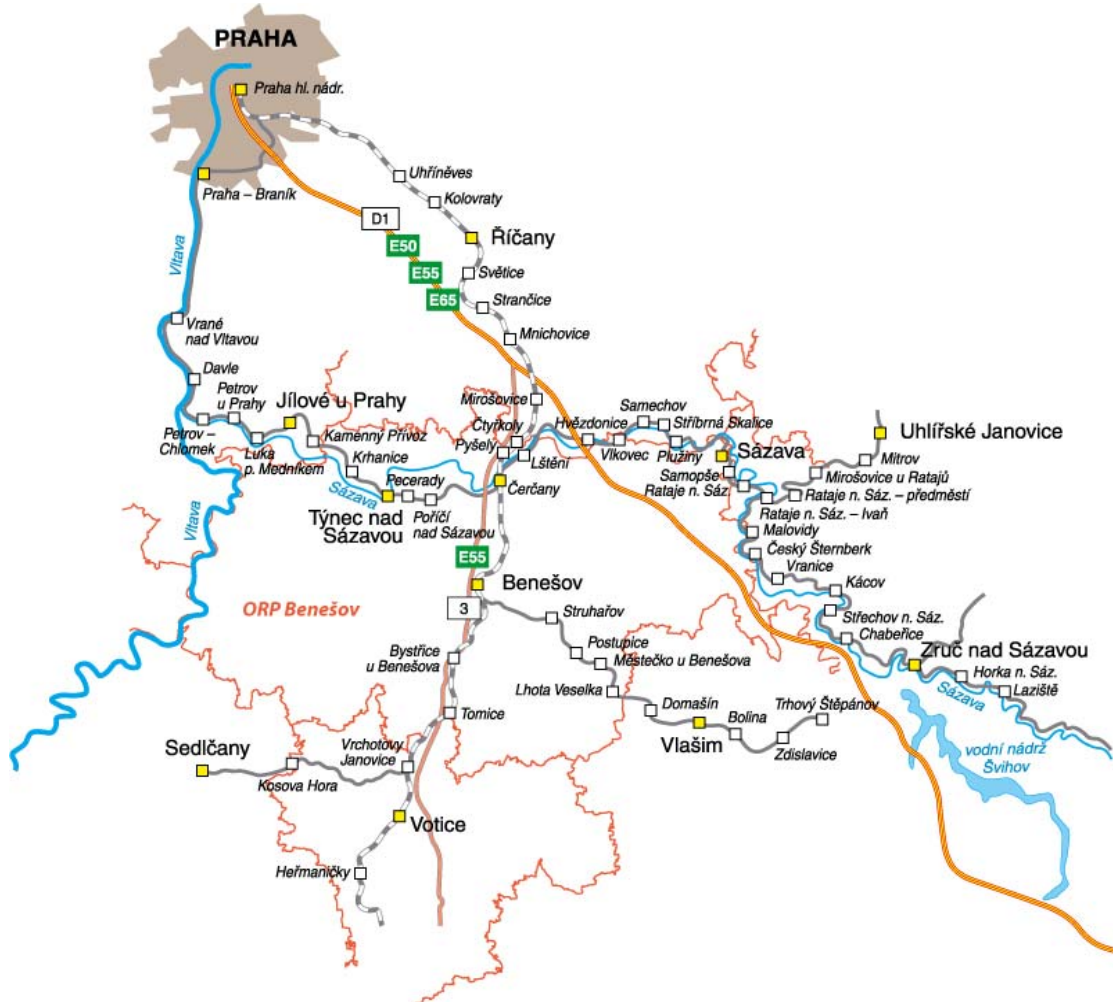 PRAHA
Praha hl. nádr.
Praha – Braník
Uhříněves
Kolovraty
D1
Říčany
E50
Vltava
E55
Světice
E65
Strančice
Vrané
nad Vltavou
Mnichovice
Davle
Petrov
u Prahy
Jílové u Prahy
Mirošovice
Samechov
Petrov –
Chlomek
Luka
p. Medníkem
Kamenný Přívoz
Čtyřkoly
Pyšely
Hvězdonice
Stříbrná Skalice
Uhlířské Janovice
Krhanice
Lštění
Vlkovec
Plužiny
Sázava
Mitrov
Samopše
Mirošovice u Ratajů
Sázava
Pecerady
Čerčany
Rataje n. Sáz.
Rataje n. Sáz. – předměstí
Týnec nad
Sázavou
Poříčí
nad Sázavou
Rataje n. Sáz. – Ivaň
Vltava
Malovidy
E55
Český Šternberk
Vranice
Benešov
Kácov
ORP Benešov
3
Struhařov
Střechov n. Sáz.
Postupice
Chabeřice
Bystřice
u Benešova
Městečko u Benešova
Zruč nad Sázavou
Horka n. Sáz.
Lhota Veselka
Sázava
Laziště
Tomice
Domašín
Trhový Štěpánov
Bolina
Vlašim
Zdislavice
Sedlčany
Vrchotovy
Janovice
vodní nádrž
Švihov
Kosova Hora
Votice
Heřmaničky